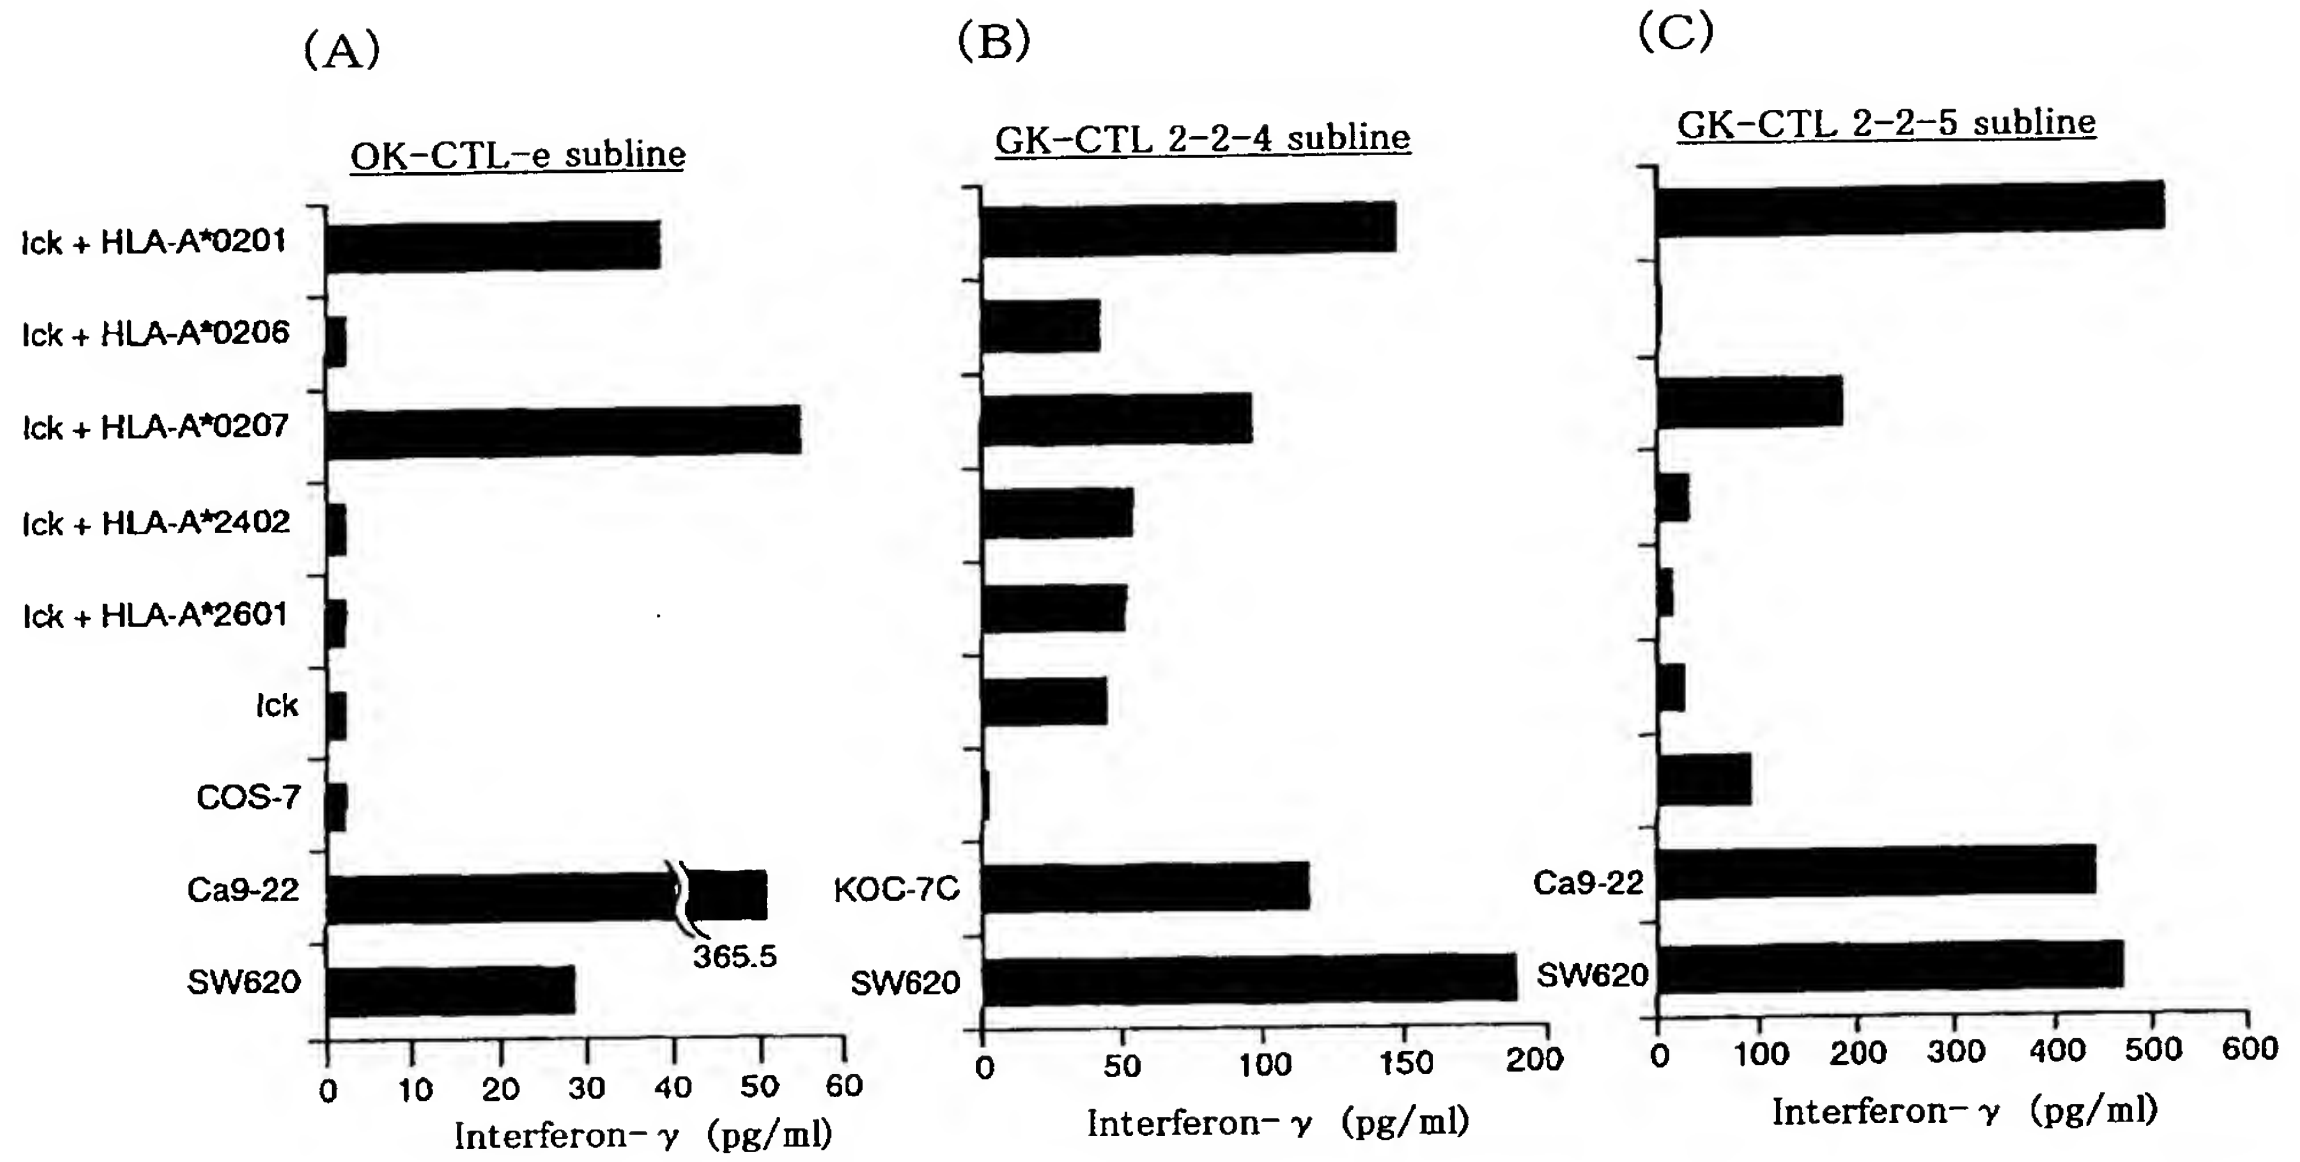 (A)
OK-CTL-e subline
lck + HLA-A*0201
lck + HLA-A*0206
lck + HLA-A*0207
lck + HLA-A*2402
lck + HLA-A*2601
lck
COS-7
Ca9-22
SW620
365.5
0 10 20 30 40 50 60
Interferon-γ (pg/ml)
(B)
GK-CTL 2-2-4 subline
KOC-7C
SW620
0 50 100 150 200
Interferon-γ (pg/ml)
(C)
GK-CTL 2-2-5 subline
Ca9-22
SW620
0 100 200 300 400 500 600
Interferon-γ (pg/ml)